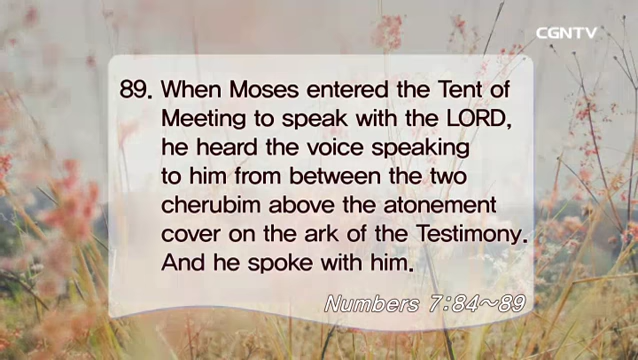 CGNTV
89. When Moses entered the Tent of
Meeting to speak with the LORD,
he heard the voice speaking
to him from between the two
cherubim above the atonement
cover on the ark of the Testimony.
And he spoke with him.
Numbers 7:84~89